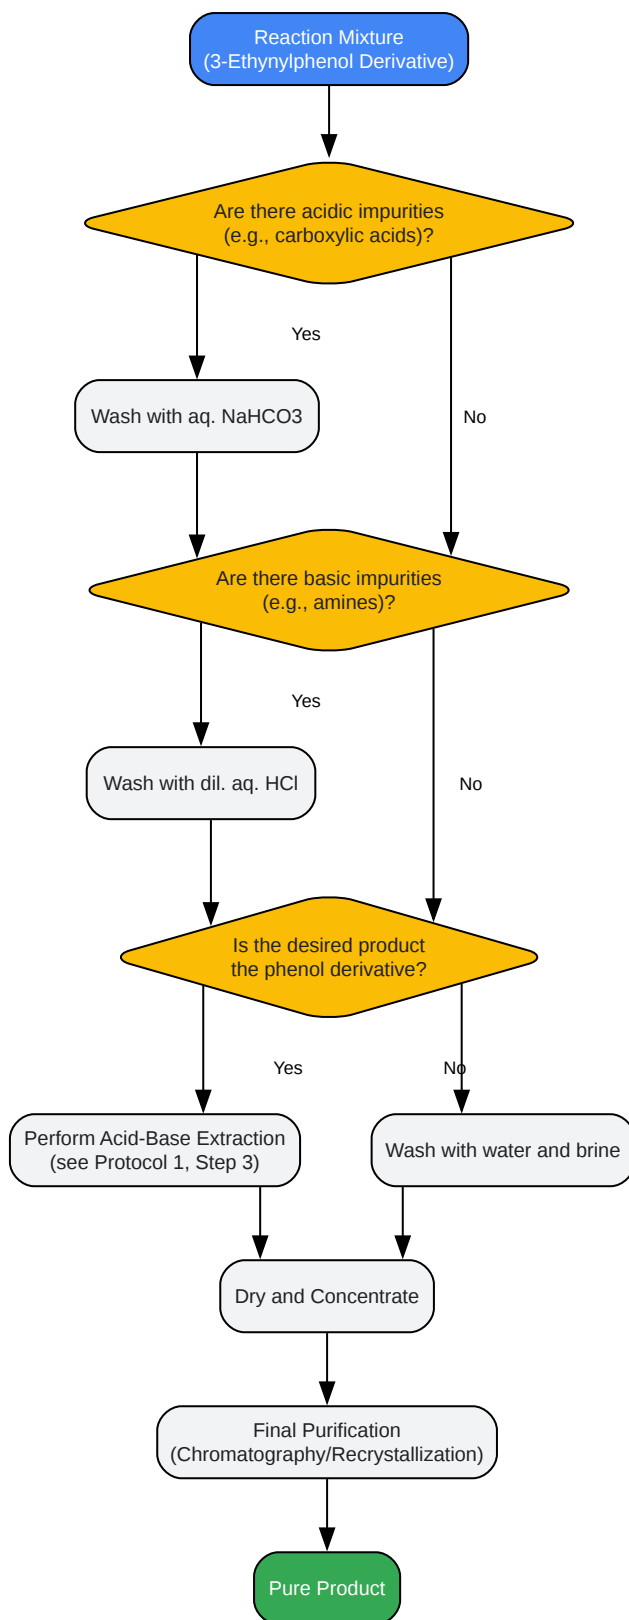 Reaction Mixture
(3-Ethynylphenol Derivative)
Are there acidic impurities
(e.g., carboxylic acids)?
Yes
Wash with aq. NaHCO3
No
Are there basic impurities
(e.g., amines)?
Yes
Wash with dil. aq. HCl
No
Is the desired product
the phenol derivative?
Yes
No
Perform Acid-Base Extraction
(see Protocol 1, Step 3)
Wash with water and brine
Dry and Concentrate
Final Purification
(Chromatography/Recrystallization)
Pure Product